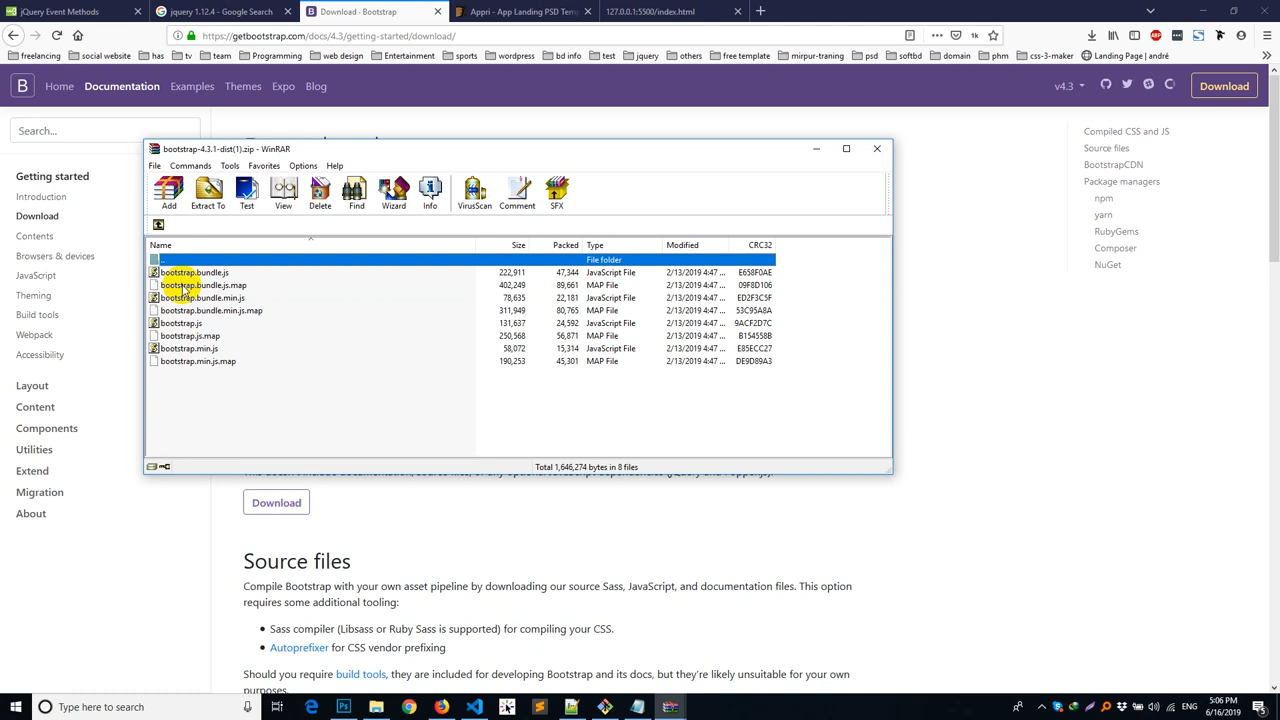 jQuery Event Methods
jquery 1.12.4 - Google Search
Download · Bootstrap
Appri - App Landing PSD Tem
127.0.0.1:5500/index.html
https://getbootstrap.com/docs/4.3/getting-started/download/
1k
freelancing
social website
has
tv
team
Programming
web design
Entertainment
sports
wordpress
bd info
test
jquery
others
free template
mirpur-traning
psd
softbd
domain
phm
css-3-maker
Landing Page | andré
B
Home
Documentation
Examples
Themes
Expo
Blog
v4.3
Download
Search...
Getting started
Introduction
Download
Contents
Browsers & devices
JavaScript
Theming
Build tools
Webpack
Accessibility
Layout
Content
Components
Utilities
Extend
Migration
About
bootstrap-4.3.1-dist(1).zip - WinRAR
File Commands Tools Favorites Options Help
Add Extract To Test View Delete Find Wizard Info VirusScan Comment SFX
Name Size Packed Type Modified CRC32
.. File folder
bootstrap.bundle.js 222,911 47,344 JavaScript File 2/13/2019 4:47 ... E658F0AE
bootstrap.bundle.js.map 402,249 89,661 MAP File 2/13/2019 4:47 ... 09F8D106
bootstrap.bundle.min.js 78,635 22,181 JavaScript File 2/13/2019 4:47 ... ED2F3C5F
bootstrap.bundle.min.js.map 311,949 80,765 MAP File 2/13/2019 4:47 ... 53C95A8A
bootstrap.js 131,637 24,592 JavaScript File 2/13/2019 4:47 ... 9ACF2D7C
bootstrap.js.map 250,568 56,871 MAP File 2/13/2019 4:47 ... B154558B
bootstrap.min.js 58,072 15,314 JavaScript File 2/13/2019 4:47 ... E85ECC27
bootstrap.min.js.map 190,253 45,301 MAP File 2/13/2019 4:47 ... DE9D89A3
Total 1,646,274 bytes in 8 files
Download
Source files
Compile Bootstrap with your own asset pipeline by downloading our source Sass, JavaScript, and documentation files. This option
requires some additional tooling:
Sass compiler (Libsass or Ruby Sass is supported) for compiling your CSS.
Autoprefixer for CSS vendor prefixing
Should you require build tools, they are included for developing Bootstrap and its docs, but they're likely unsuitable for your own
purposes.
Compiled CSS and JS
Source files
BootstrapCDN
Package managers
npm
yarn
RubyGems
Composer
NuGet
Type here to search
ENG
5:06 PM
6/16/2019